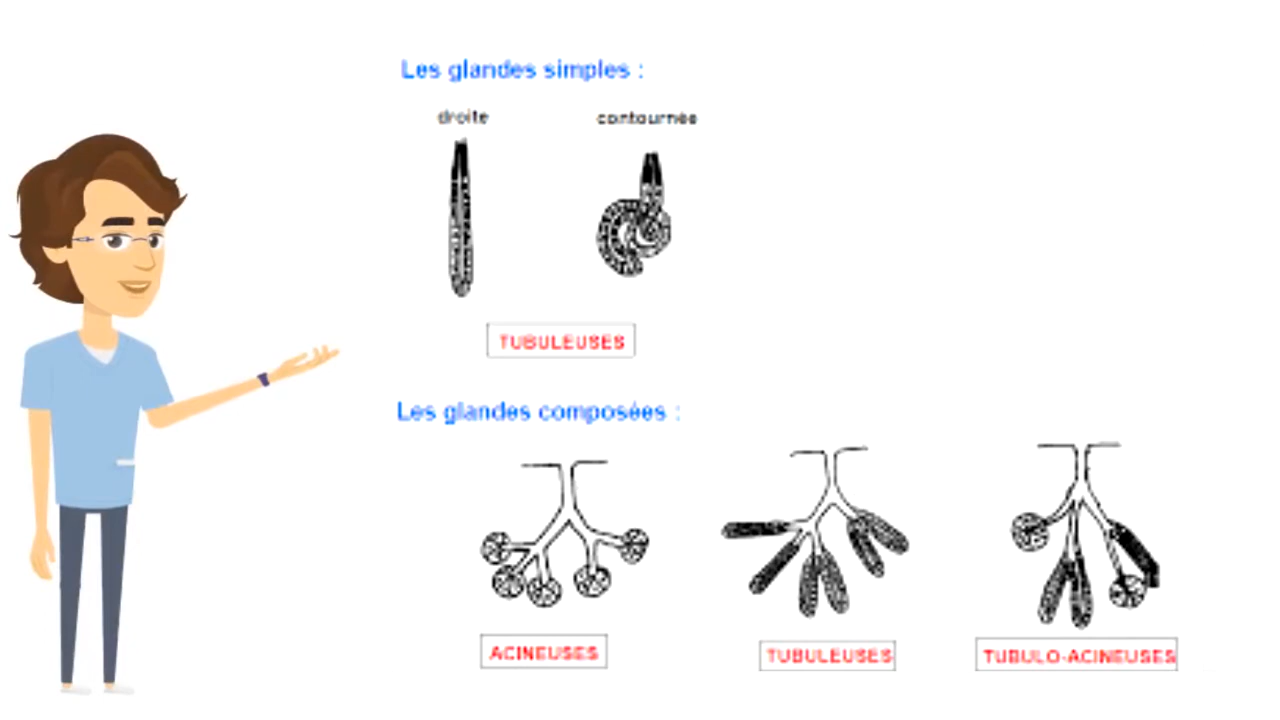 Les glandes simples :
droite contournée
TUBULEUSES
Les glandes composées :
ACINEUSES TUBULEUSES TUBULO-ACINEUSES